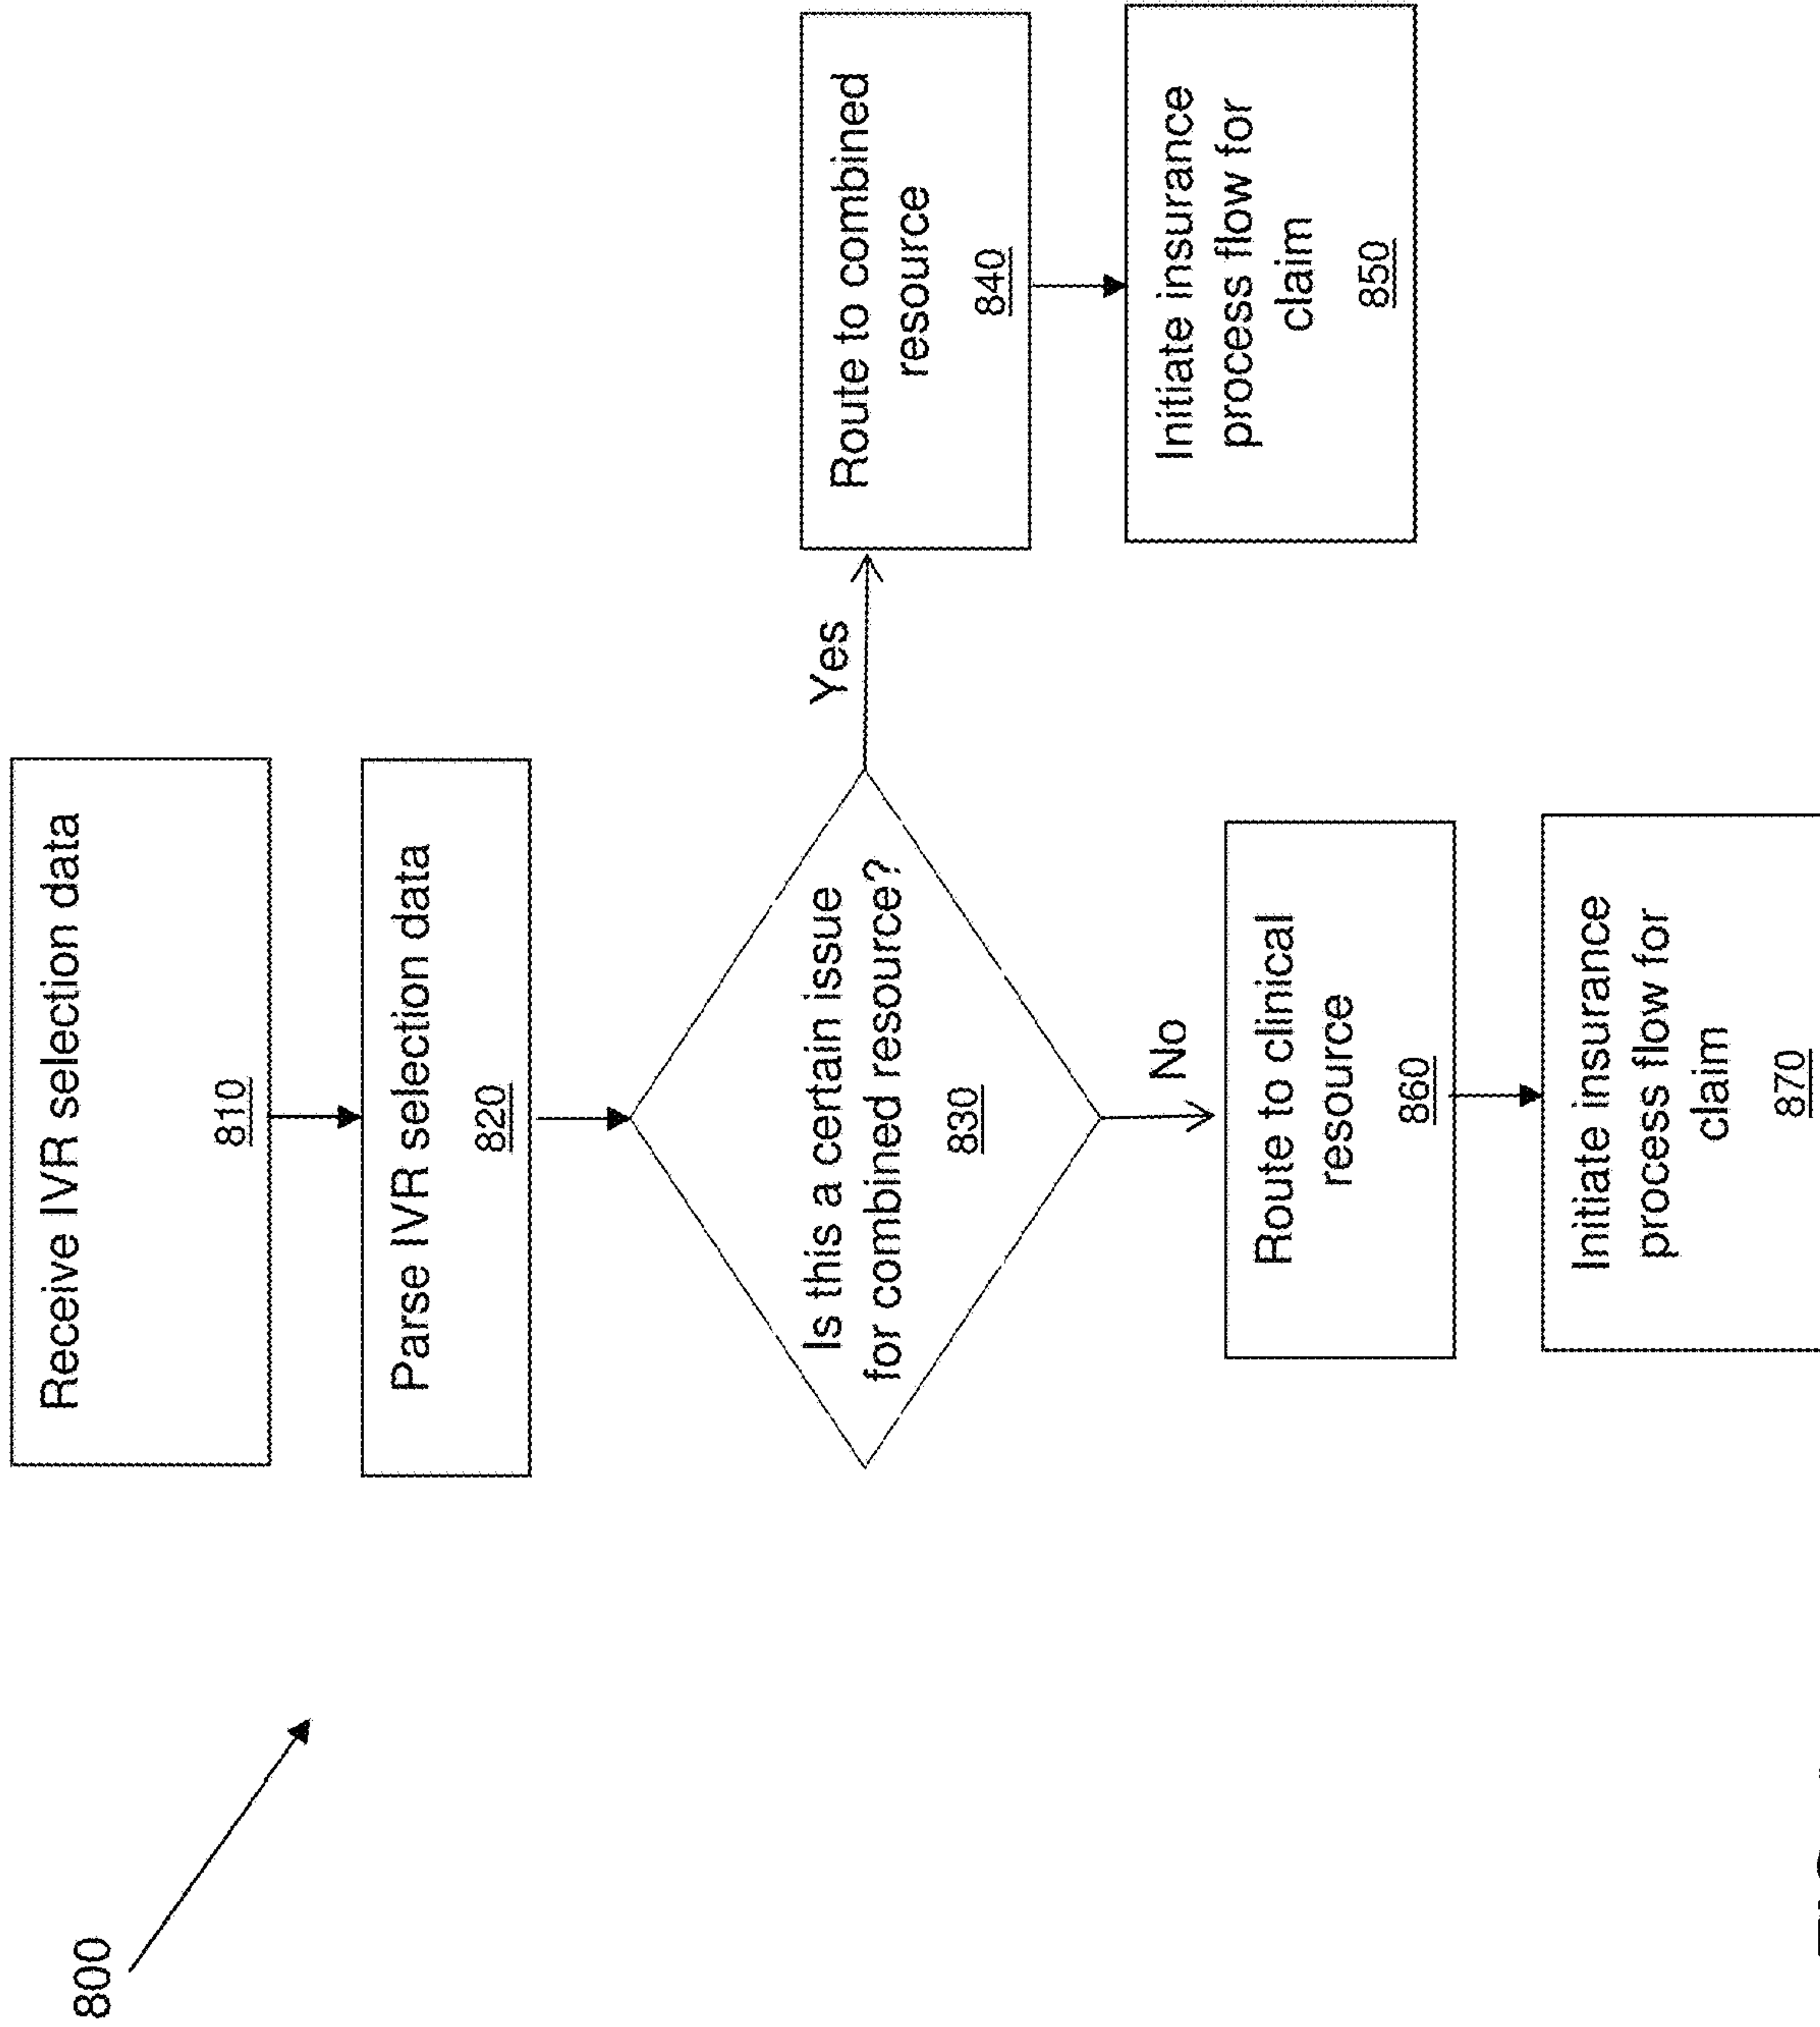 800
Receive IVR selection data
810
Parse IVR selection data
820
Is this a certain issue
for combined resource?
830
Yes
Route to combined
resource
840
Initiate insurance
process flow for
claim
850
No
Route to clinical
resource
860
Initiate insurance
process flow for
claim
870